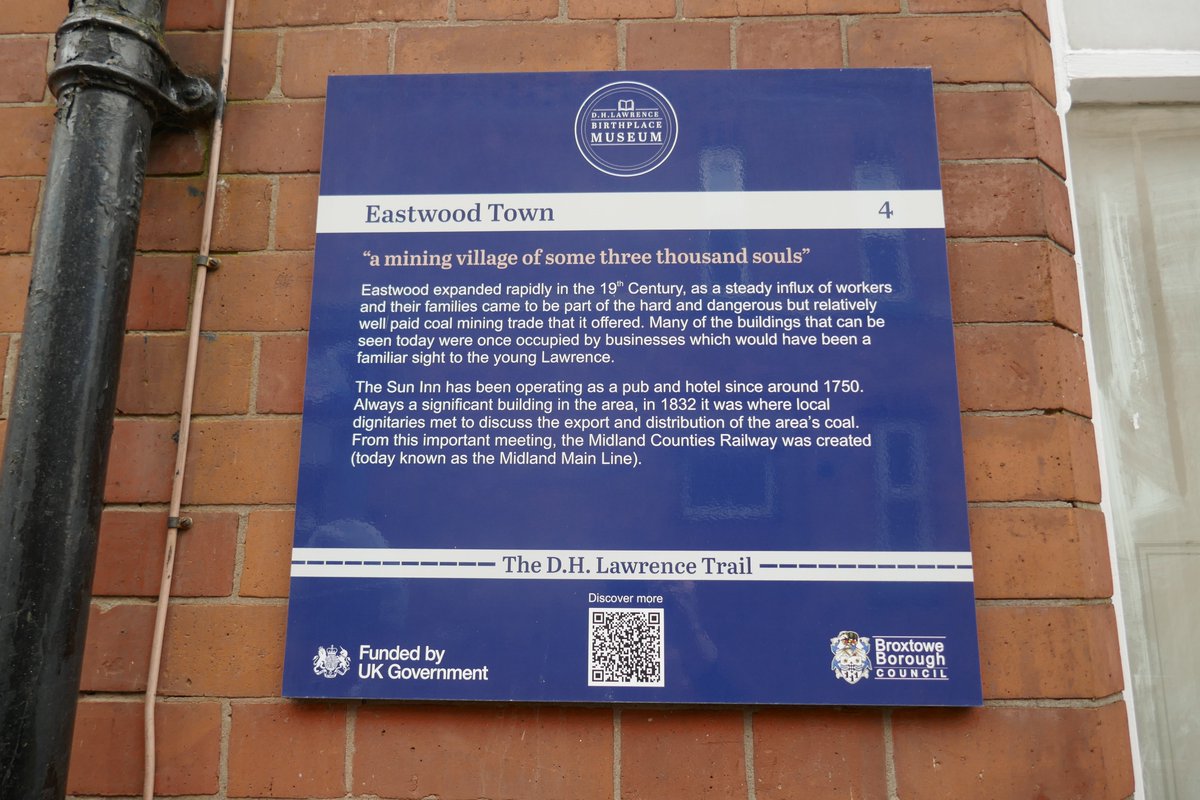 D.H. LAWRENCE
BIRTHPLACE
MUSEUM
Eastwood Town 4
“a mining village of some three thousand souls”
Eastwood expanded rapidly in the 19th Century, as a steady influx of workers
and their families came to be part of the hard and dangerous but relatively
well paid coal mining trade that it offered. Many of the buildings that can be
seen today were once occupied by businesses which would have been a
familiar sight to the young Lawrence.
The Sun Inn has been operating as a pub and hotel since around 1750.
Always a significant building in the area, in 1832 it was where local
dignitaries met to discuss the export and distribution of the area's coal.
From this important meeting, the Midland Counties Railway was created
(today known as the Midland Main Line).
The D.H. Lawrence Trail
Discover more
Funded by
UK Government
Broxtowe
Borough
COUNCIL